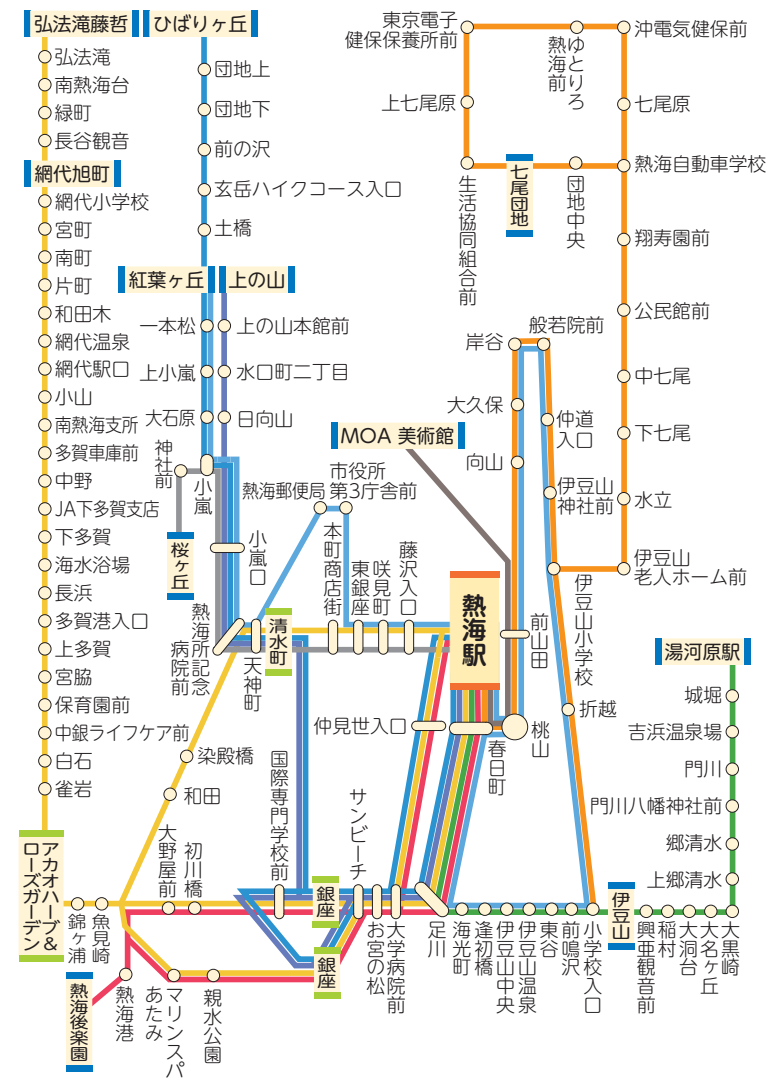 弘法滝藤哲
弘法滝
南熱海台
緑町
長谷観音
網代旭町
網代小学校
宮町
南町
片町
和田木
網代温泉
網代駅口
小山
南熱海支所
多賀車庫前
中野
JA下多賀支店
下多賀
海水浴場
長浜
多賀港入口
上多賀
宮脇
保育園前
中銀ライフケア前
白石
雀岩
アカオハーブ&
ローズガーデン
錦ヶ浦
魚見崎
ひばりヶ丘
団地上
団地下
前の沢
玄岳ハイクコース入口
土橋
紅葉ヶ丘
上の山
一本松
上小嵐
大石原
上の山本館前
水口町二丁目
日向山
神社前
小嵐
桜ヶ丘
小嵐口
熱海所記念
病院前
天神町
清水町
熱海郵便局
市役所
第3庁舎前
本町商店街
東銀座
咲見町
藤沢入口
MOA 美術館
熱海駅
仲見世入口
春日町
桃山
前山田
向山
大久保
岸谷
般若院前
仲道
入口
伊豆山
神社前
伊豆山小学校
折越
東京電子
健保保養所前
上七尾原
生活協同組合前
七尾団地
団地中央
ゆとりろ
熱海前
沖電気健保前
七尾原
熱海自動車学校
翔寿園前
公民館前
中七尾
下七尾
水立
伊豆山
老人ホーム前
湯河原駅
城堀
吉浜温泉場
門川
門川八幡神社前
郷清水
上郷清水
大黒崎
大名ヶ丘
大洞台
稲村
興亜観音前
伊豆山
小学校入口
前鳴沢
東谷
伊豆山温泉
伊豆山中央
逢初橋
海光町
足川
大学病院前
お宮の松
サンビーチ
銀座
銀座
国際専門学校前
染殿橋
和田
大野屋前
初川橋
熱海後楽園
熱海港
マリンスパ
あたみ
親水公園